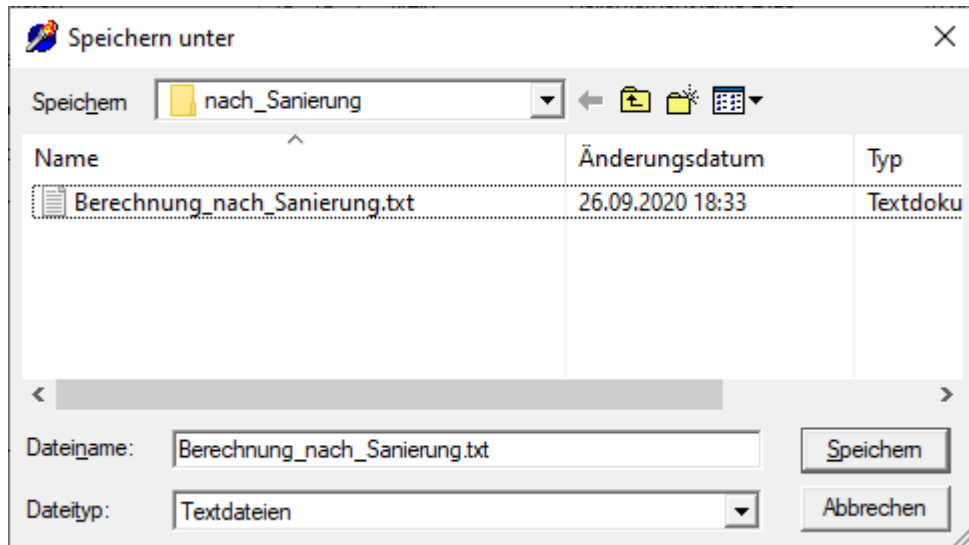 Speichern unter
Speichern nach_Sanierung
Name Änderungsdatum Typ
Berechnung_nach_Sanierung.txt 26.09.2020 18:33 Textdoku
Dateiname: Berechnung_nach_Sanierung.txt Speichern
Dateityp: Textdateien Abbrechen